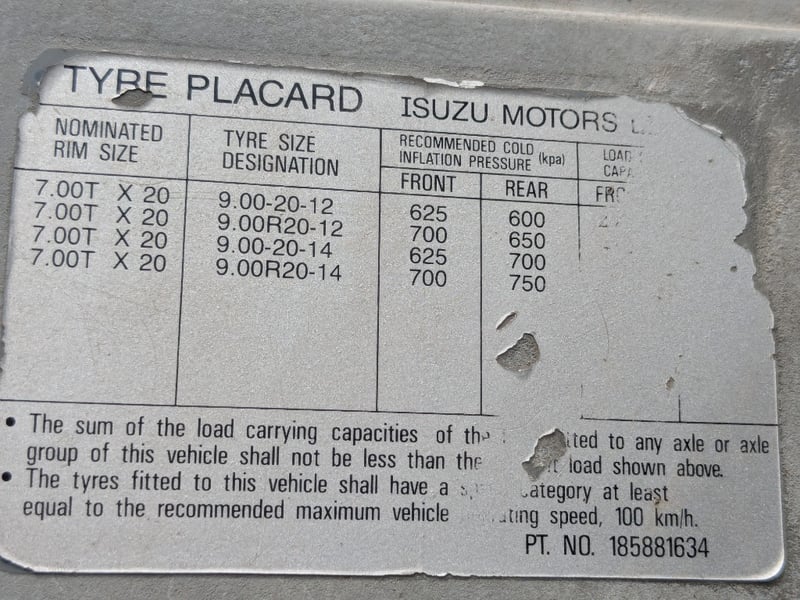 TYRE PLACARD ISUZU MOTORS
NOMINATED RIM SIZE
TYRE SIZE DESIGNATION
RECOMMENDED COLD INFLATION PRESSURE (kpa)
LOAD
FRONT REAR
7.00T X 20 9.00-20-12 625 600
7.00T X 20 9.00R20-12 700 650
7.00T X 20 9.00-20-14 625 700
7.00T X 20 9.00R20-14 700 750
• The sum of the load carrying capacities of the to any axle or axle
group of this vehicle shall not be less than the load shown above.
• The tyres fitted to this vehicle shall have a category at least
equal to the recommended maximum vehicle speed, 100 km/h.
PT. NO. 185881634